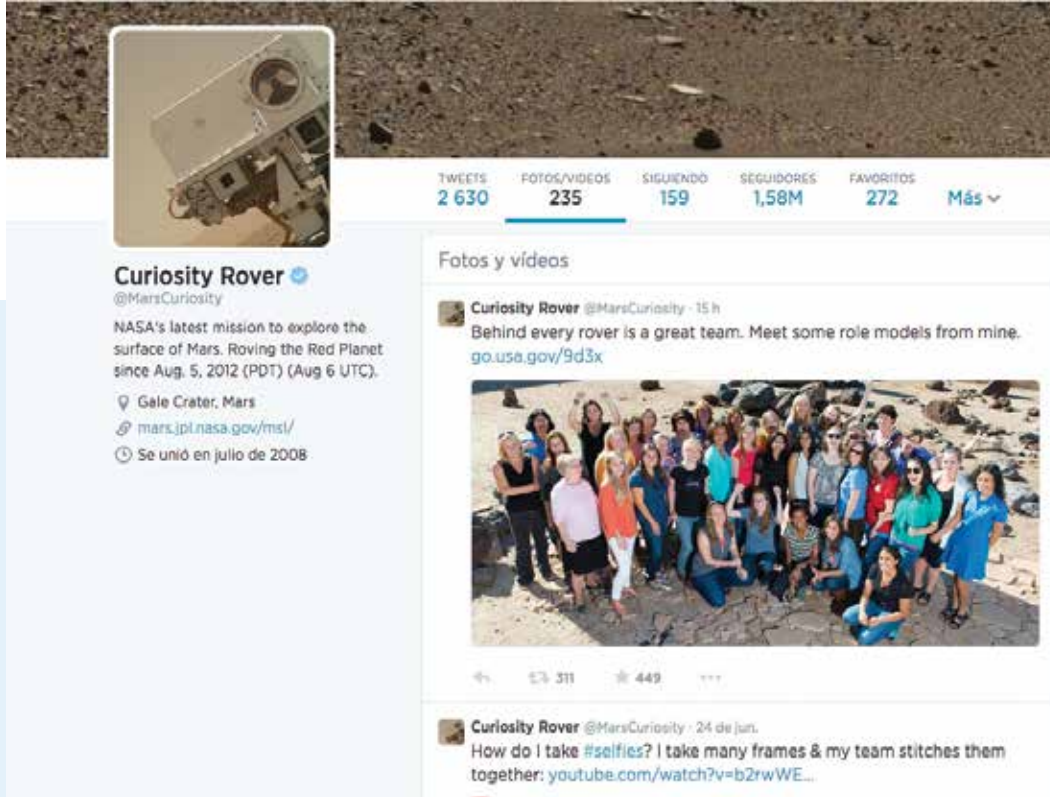 TWEETS FOTOS/VIDEOS SIGUIENDO SEGUIDORES FAVORITOS
2 630 235 159 1,58M 272 Más
Curiosity Rover
@MarsCuriosity
NASA's latest mission to explore the
surface of Mars. Roving the Red Planet
since Aug. 5, 2012 (PDT) (Aug 6 UTC).
Gale Crater, Mars
mars.jpl.nasa.gov/msl/
Se unió en julio de 2008
Fotos y vídeos
Curiosity Rover @MarsCuriosity · 15 h
Behind every rover is a great team. Meet some role models from mine.
go.usa.gov/9d3x
311 449
Curiosity Rover @MarsCuriosity · 24 de jun.
How do I take #selfies? I take many frames & my team stitches them
together: youtube.com/watch?v=b2rwWE...